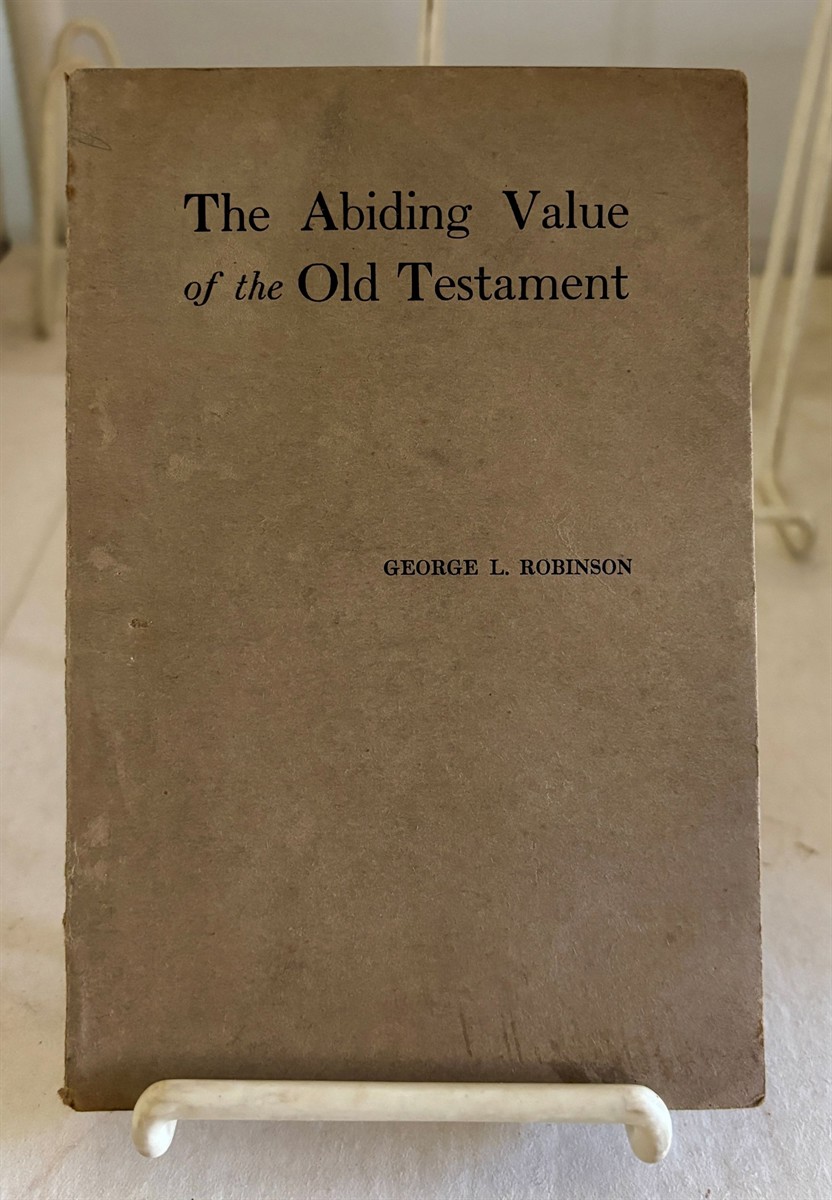 The Abiding Value
of the Old Testament
GEORGE L. ROBINSON